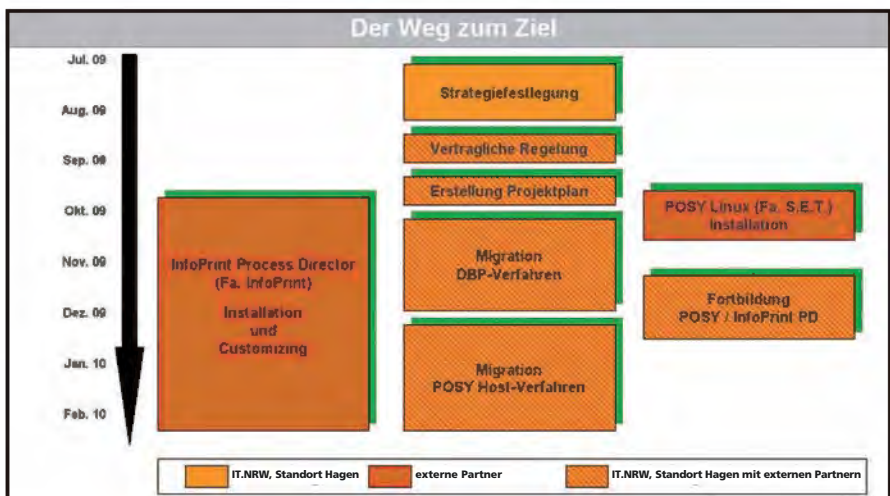 Der Weg zum Ziel
Jul. 09
Aug. 09
Sep. 09
Okt. 09
Nov. 09
Dez. 09
Jan. 10
Feb. 10
InfoPrint Process Director
(Fa. InfoPrint)
Installation
und
Customizing
Strategiefestlegung
Vertragliche Regelung
Erstellung Projektplan
Migration
DBP-Verfahren
Migration
POSY Host-Verfahren
POSY Linux (Fa. S.E.T.)
Installation
Fortbildung
POSY / InfoPrint PD
IT.NRW, Standort Hagen
externe Partner
IT.NRW, Standort Hagen mit externen Partnern